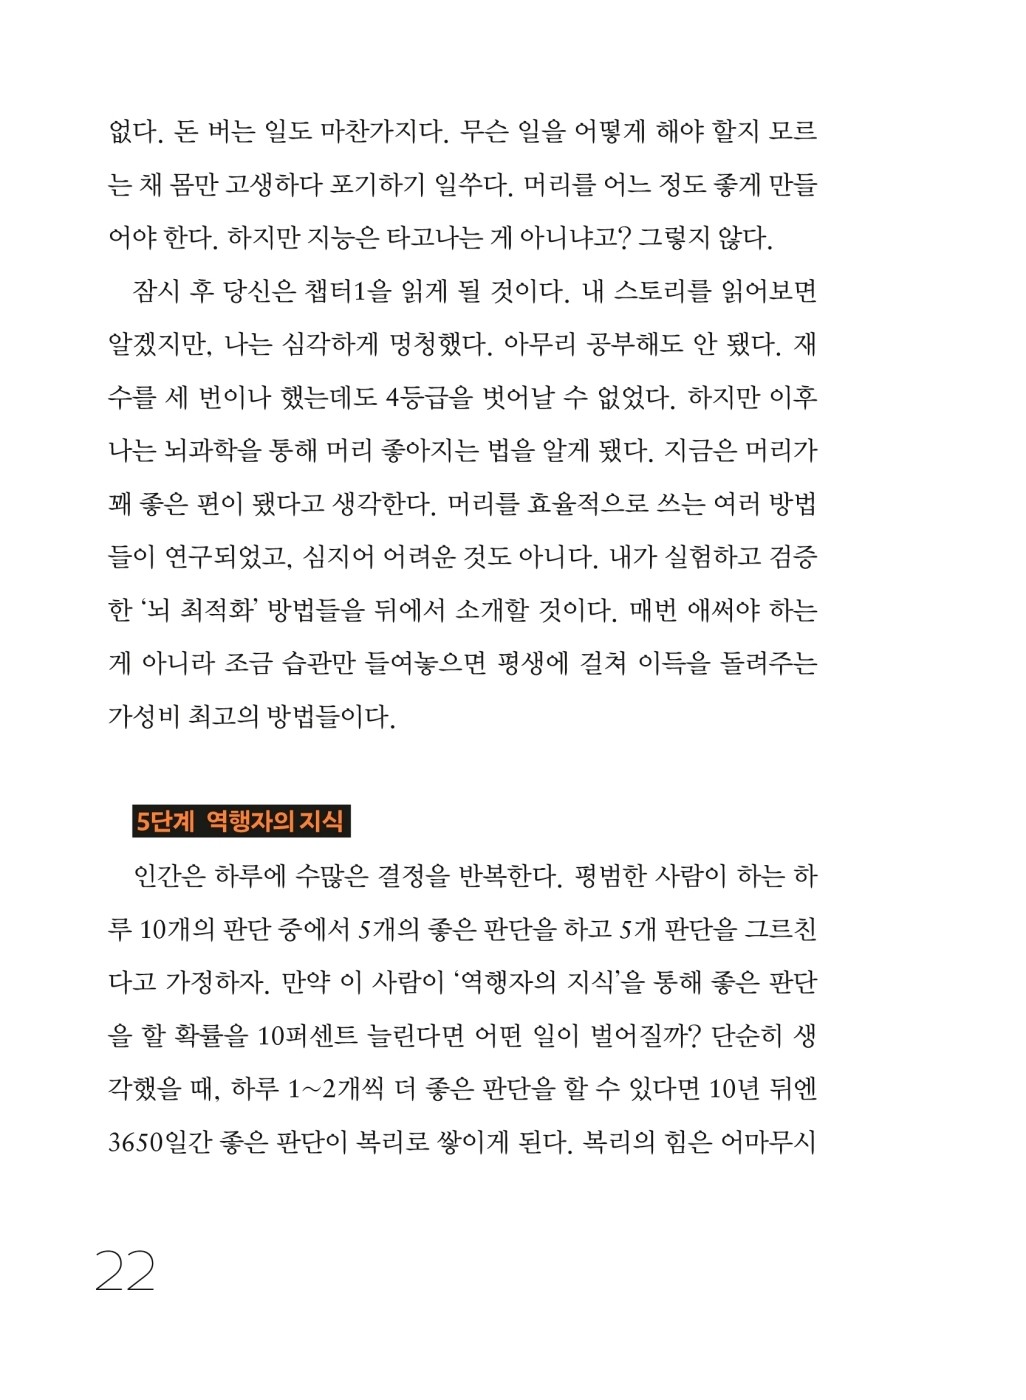 없다. 돈 버는 일도 마찬가지다. 무슨 일을 어떻게 해야 할지 모르
는 채 몸만 고생하다 포기하기 일쑤다. 머리를 어느 정도 좋게 만들
어야 한다. 하지만 지능은 타고나는 게 아니냐고? 그렇지 않다.
잠시 후 당신은 챕터1을 읽게 될 것이다. 내 스토리를 읽어보면
알겠지만, 나는 심각하게 멍청했다. 아무리 공부해도 안 됐다. 재
수를 세 번이나 했는데도 4등급을 벗어날 수 없었다. 하지만 이후
나는 뇌과학을 통해 머리 좋아지는 법을 알게 됐다. 지금은 머리가
꽤 좋은 편이 됐다고 생각한다. 머리를 효율적으로 쓰는 여러 방법
들이 연구되었고, 심지어 어려운 것도 아니다. 내가 실험하고 검증
한 ‘뇌 최적화’ 방법들을 뒤에서 소개할 것이다. 매번 애써야 하는
게 아니라 조금 습관만 들여놓으면 평생에 걸쳐 이득을 돌려주는
가성비 최고의 방법들이다.
5단계 역행자의 지식
인간은 하루에 수많은 결정을 반복한다. 평범한 사람이 하는 하
루 10개의 판단 중에서 5개의 좋은 판단을 하고 5개 판단을 그르친
다고 가정하자. 만약 이 사람이 ‘역행자의 지식’을 통해 좋은 판단
을 할 확률을 10퍼센트 늘린다면 어떤 일이 벌어질까? 단순히 생
각했을 때, 하루 1~2개씩 더 좋은 판단을 할 수 있다면 10년 뒤엔
3650일간 좋은 판단이 복리로 쌓이게 된다. 복리의 힘은 어마무시
22